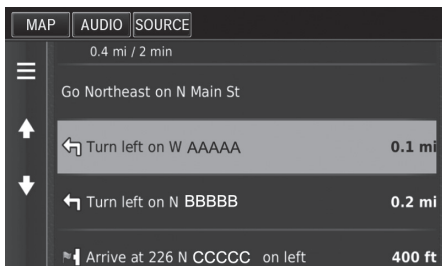 MAP AUDIO SOURCE
0.4 mi / 2 min
Go Northeast on N Main St
Turn left on W AAAAA 0.1 mi
Turn left on N BBBBB 0.2 mi
Arrive at 226 N CCCCC on left 400 ft